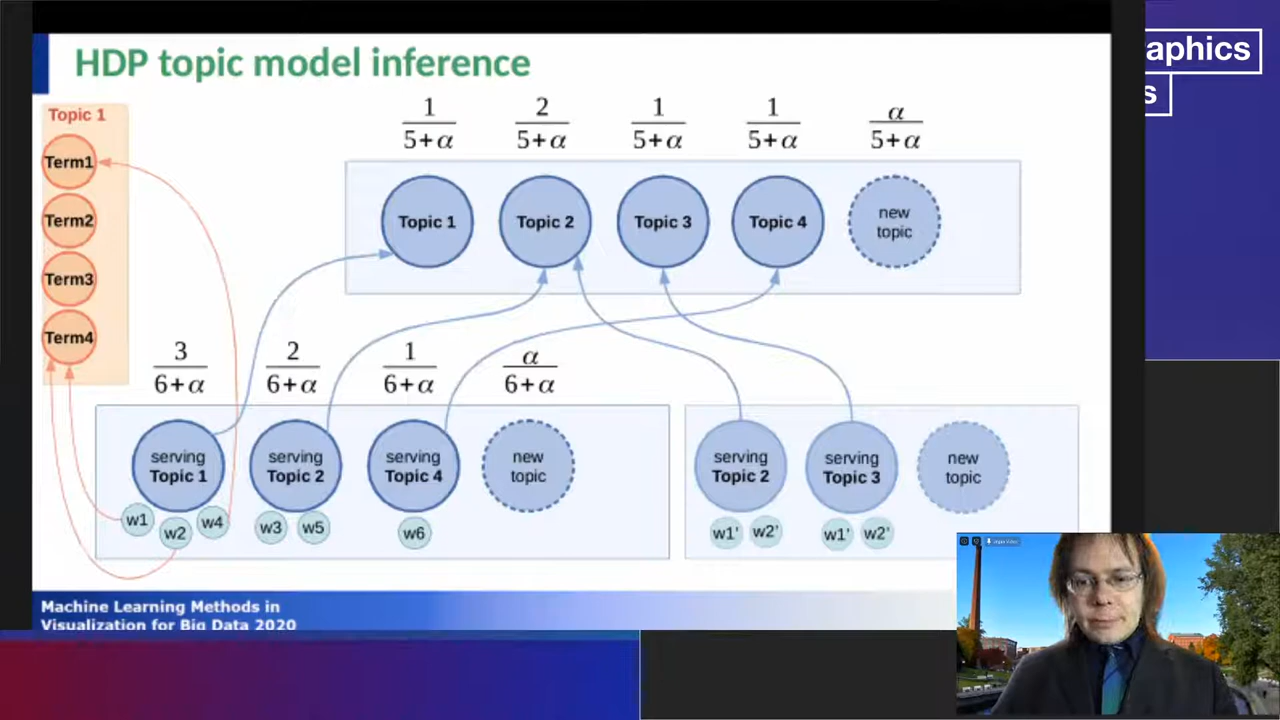 HDP topic model inference
aphics
s
Topic 1
Term1
Term2
Term3
Term4
1/5+α 2/5+α 1/5+α 1/5+α α/5+α
Topic 1
Topic 2
Topic 3
Topic 4
new
topic
3/6+α 2/6+α 1/6+α α/6+α
serving
Topic 1
serving
Topic 2
serving
Topic 4
new
topic
w1
w2
w4
w3
w5
w6
serving
Topic 2
serving
Topic 3
new
topic
w1'
w2'
w1'
w2'
Machine Learning Methods in
Visualization for Big Data 2020